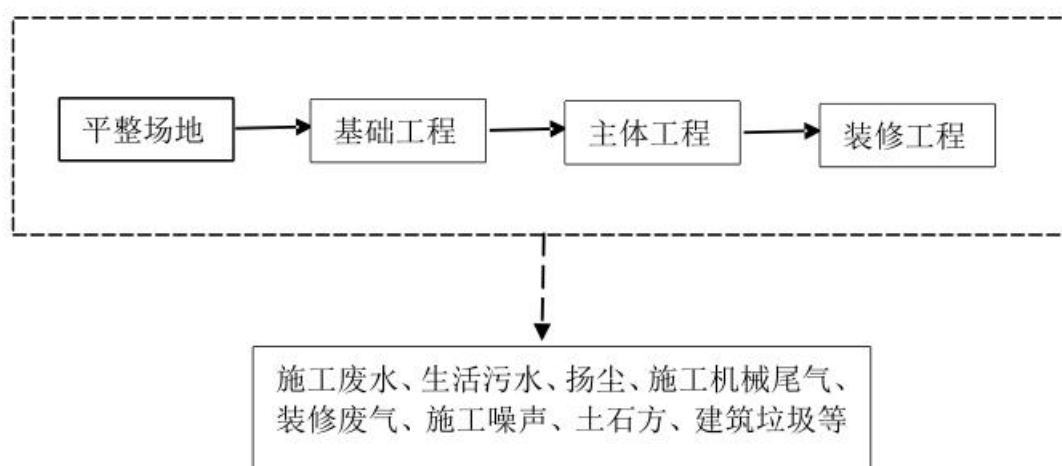 平整场地
基础工程
主体工程
装修工程
施工废水、生活污水、扬尘、施工机械尾气、
装修废气、施工噪声、土石方、建筑垃圾等